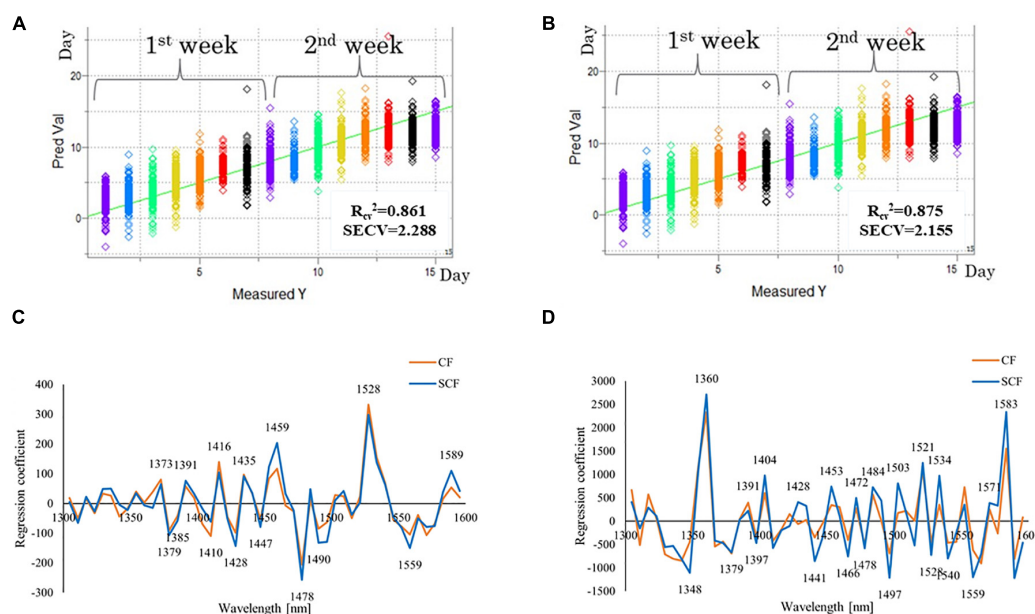 A
Day
1st week
2nd week
20
10
0
Pred Val
Rcv²=0.861
SECV=2.288
5
10
15
Day
Measured Y
B
Day
1st week
2nd week
20
10
0
Pred Val
Rcv²=0.875
SECV=2.155
5
10
15
Day
Measured Y
C
CF
SCF
400
300
200
100
0
-100
-200
-300
Regression coefficient
1528
1459
1416
1435
1373
1391
1589
1300
1350
1400
1450
1500
1550
1600
1385
1379
1410
1428
1447
1490
1478
1559
Wavelength [nm]
D
CF
SCF
3000
2500
2000
1500
1000
500
0
-500
-1000
-1500
Regression coefficient
1360
1583
1404
1521
1453
1503
1534
1484
1472
1391
1428
1571
1300
1350
1400
1450
1500
1550
1600
1397
1379
1348
1441
1466
1478
1497
1528
1540
1559
Wavelength [nm]